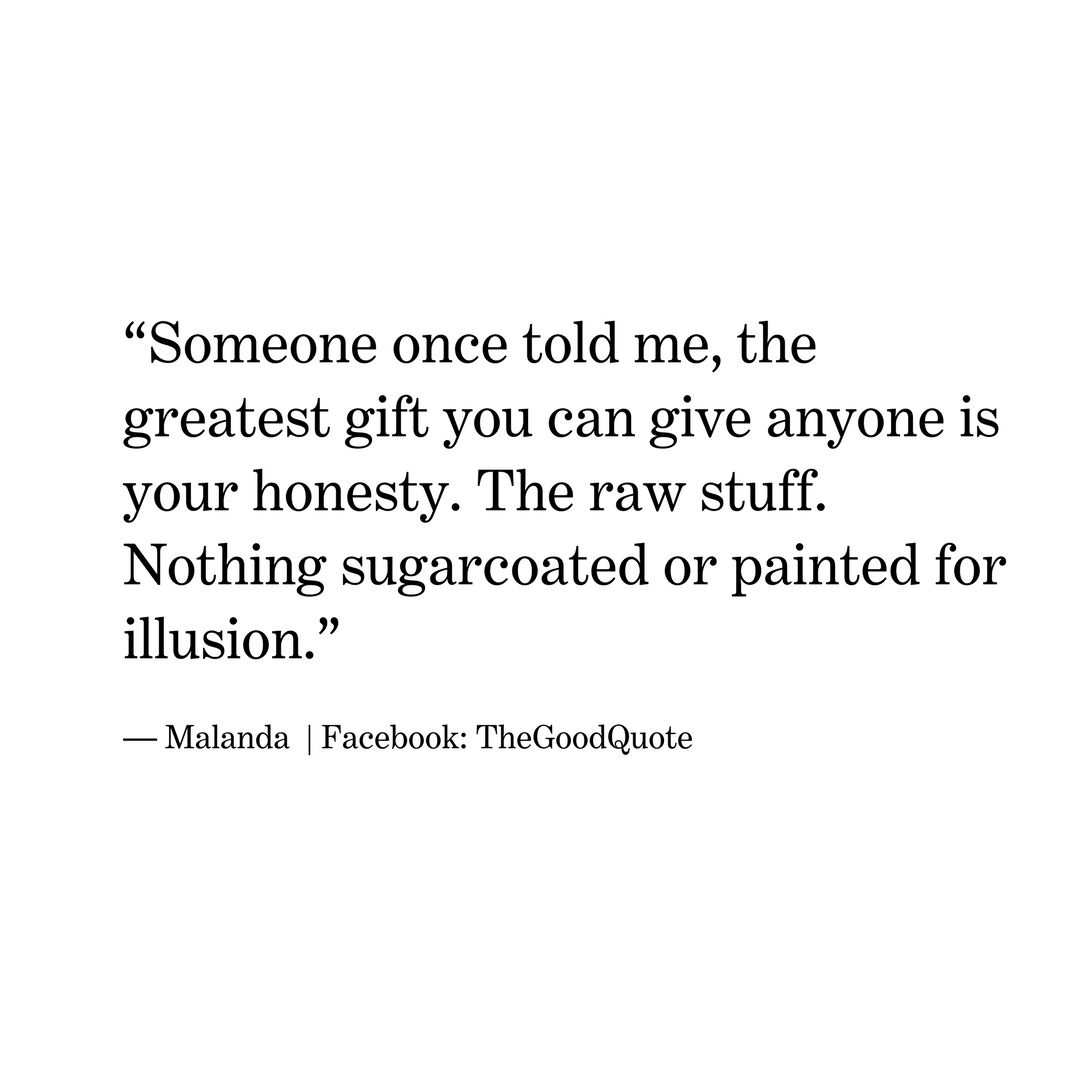 “Someone once told me, the
greatest gift you can give anyone is
your honesty. The raw stuff.
Nothing sugarcoated or painted for
illusion.”
— Malanda | Facebook: TheGoodQuote